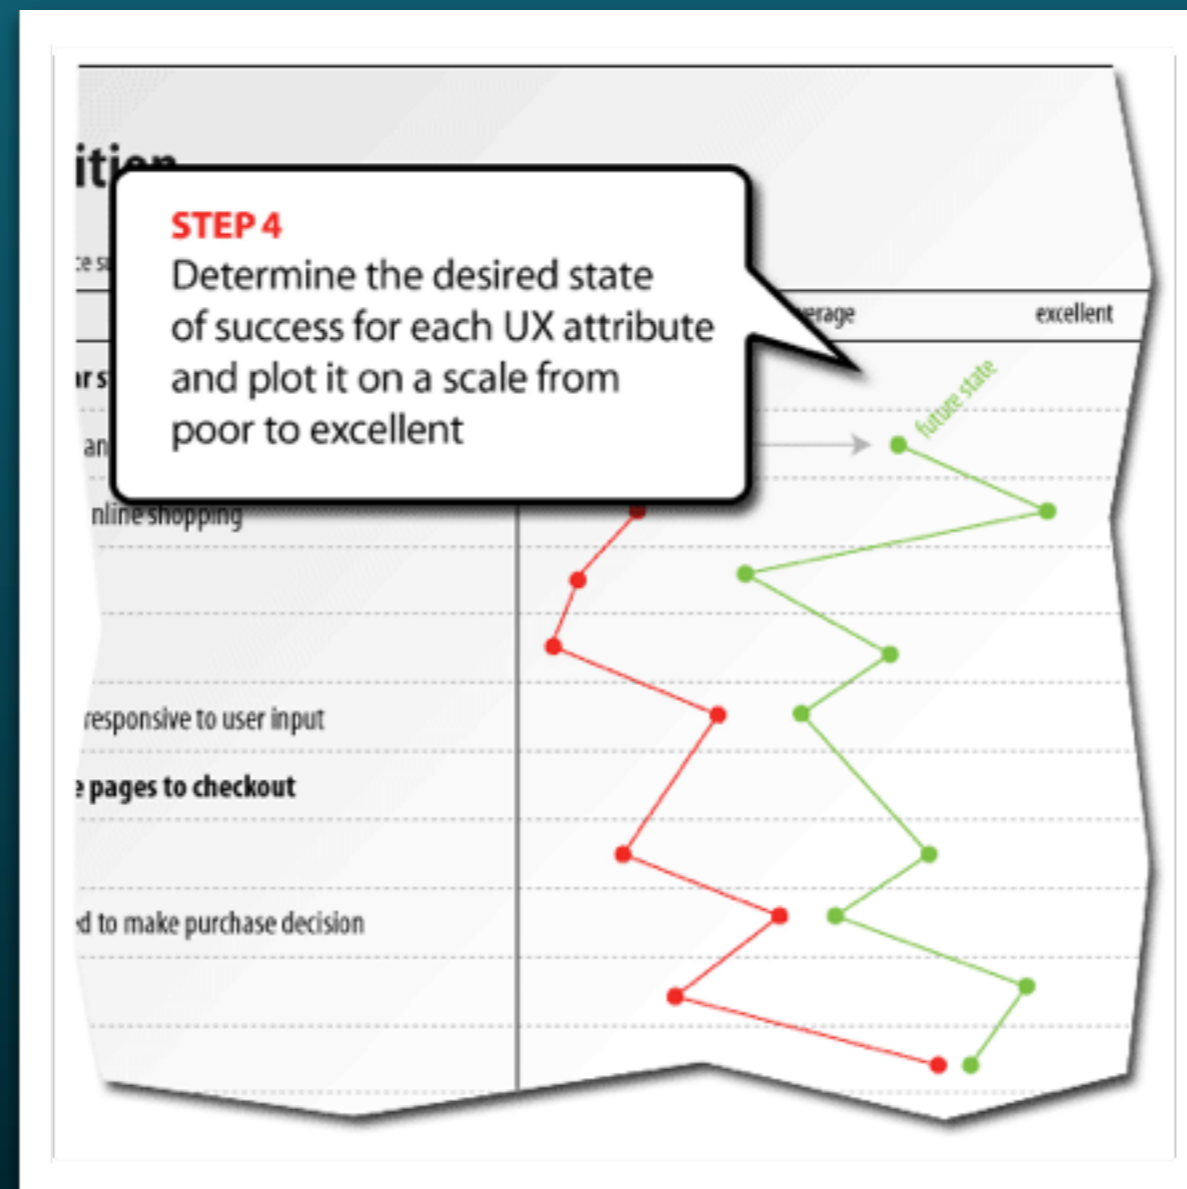 STEP 4
Determine the desired state
of success for each UX attribute
and plot it on a scale from
poor to excellent
excellent
future state
nline shopping
responsive to user input
e pages to checkout
ed to make purchase decision